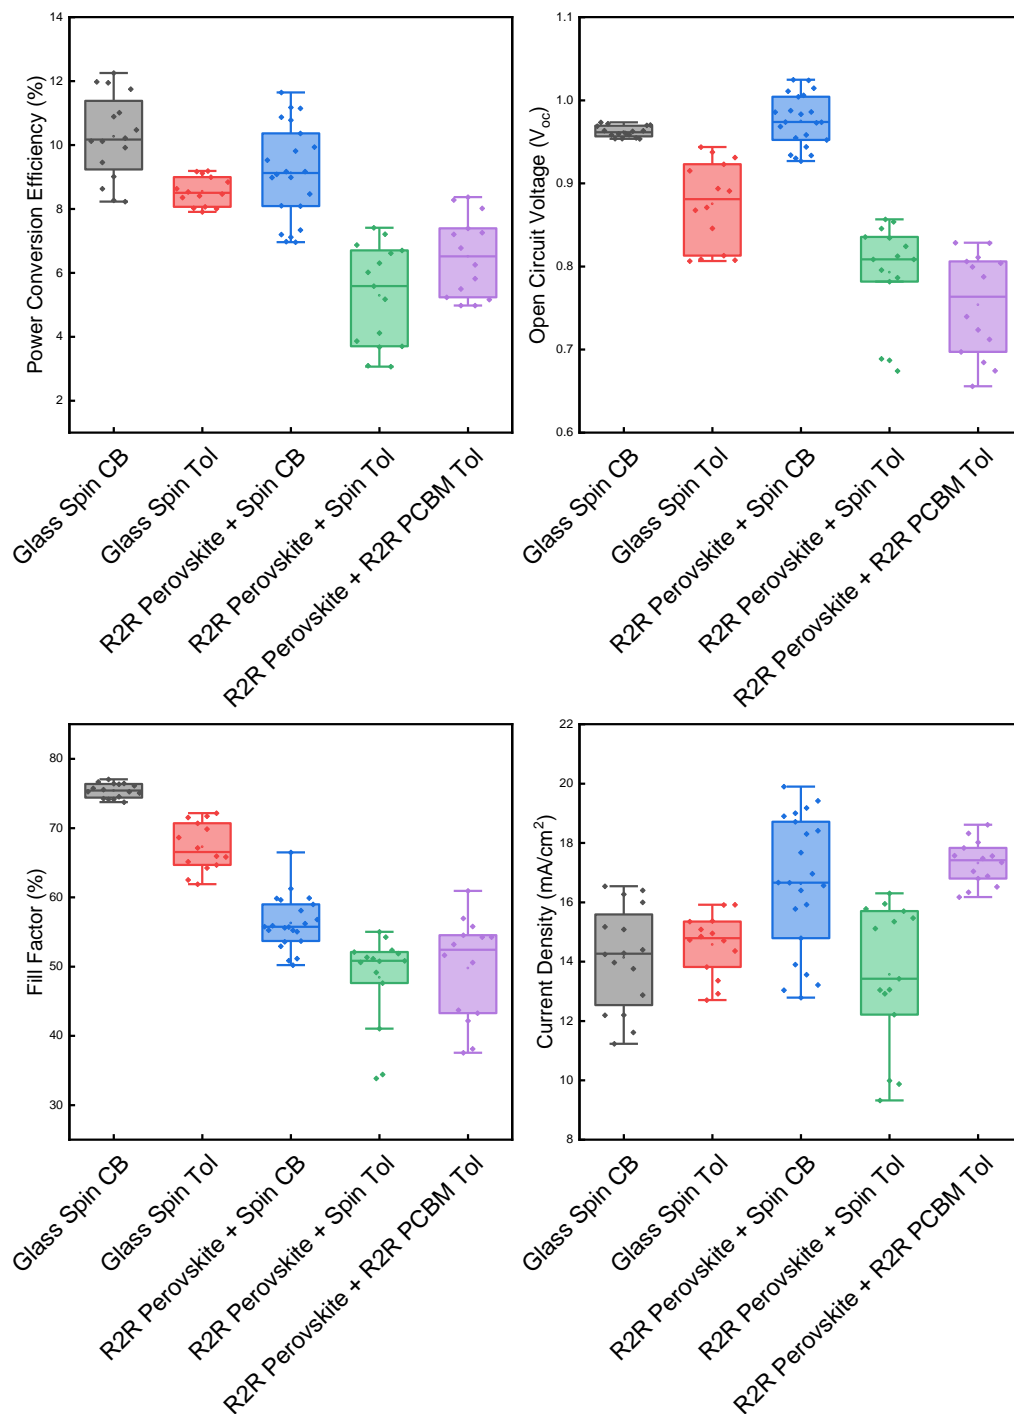 Power Conversion Efficiency (%)
14
12
10
8
6
4
2
Glass Spin CB
Glass Spin Tol
R2R Perovskite + Spin CB
R2R Perovskite + Spin Tol
R2R Perovskite + R2R PCBM Tol
Open Circuit Voltage (Voc)
1.1
1.0
0.9
0.8
0.7
0.6
Glass Spin CB
Glass Spin Tol
R2R Perovskite + Spin CB
R2R Perovskite + Spin Tol
R2R Perovskite + R2R PCBM Tol
Fill Factor (%)
80
70
60
50
40
30
Glass Spin CB
Glass Spin Tol
R2R Perovskite + Spin CB
R2R Perovskite + Spin Tol
R2R Perovskite + R2R PCBM Tol
Current Density (mA/cm²)
22
20
18
16
14
12
10
8
Glass Spin CB
Glass Spin Tol
R2R Perovskite + Spin CB
R2R Perovskite + Spin Tol
R2R Perovskite + R2R PCBM Tol